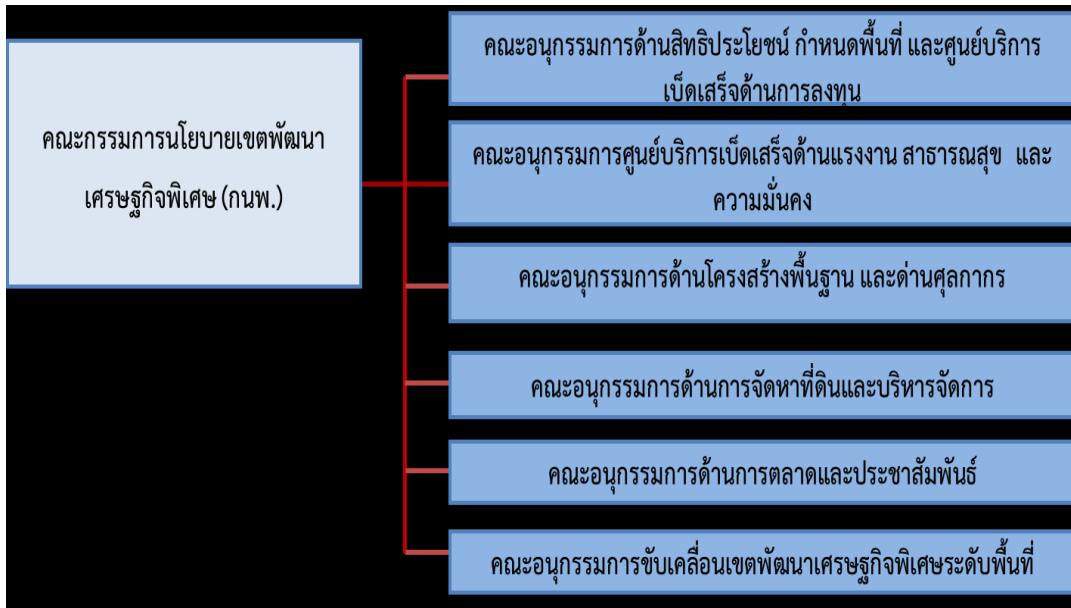 คณะกรรมการนโยบายเขตพัฒนา
เศรษฐกิจพิเศษ (กนพ.)
คณะอนุกรรมการด้านสิทธิประโยชน์ กำหนดพื้นที่ และศูนย์บริการ
เบ็ดเสร็จด้านการลงทุน
คณะอนุกรรมการศูนย์บริการเบ็ดเสร็จด้านแรงงาน สาธารณสุข และ
ความมั่นคง
คณะอนุกรรมการด้านโครงสร้างพื้นฐาน และด่านศุลกากร
คณะอนุกรรมการด้านการจัดหาที่ดินและบริหารจัดการ
คณะอนุกรรมการด้านการตลาดและประชาสัมพันธ์
คณะอนุกรรมการขับเคลื่อนเขตพัฒนาเศรษฐกิจพิเศษระดับพื้นที่